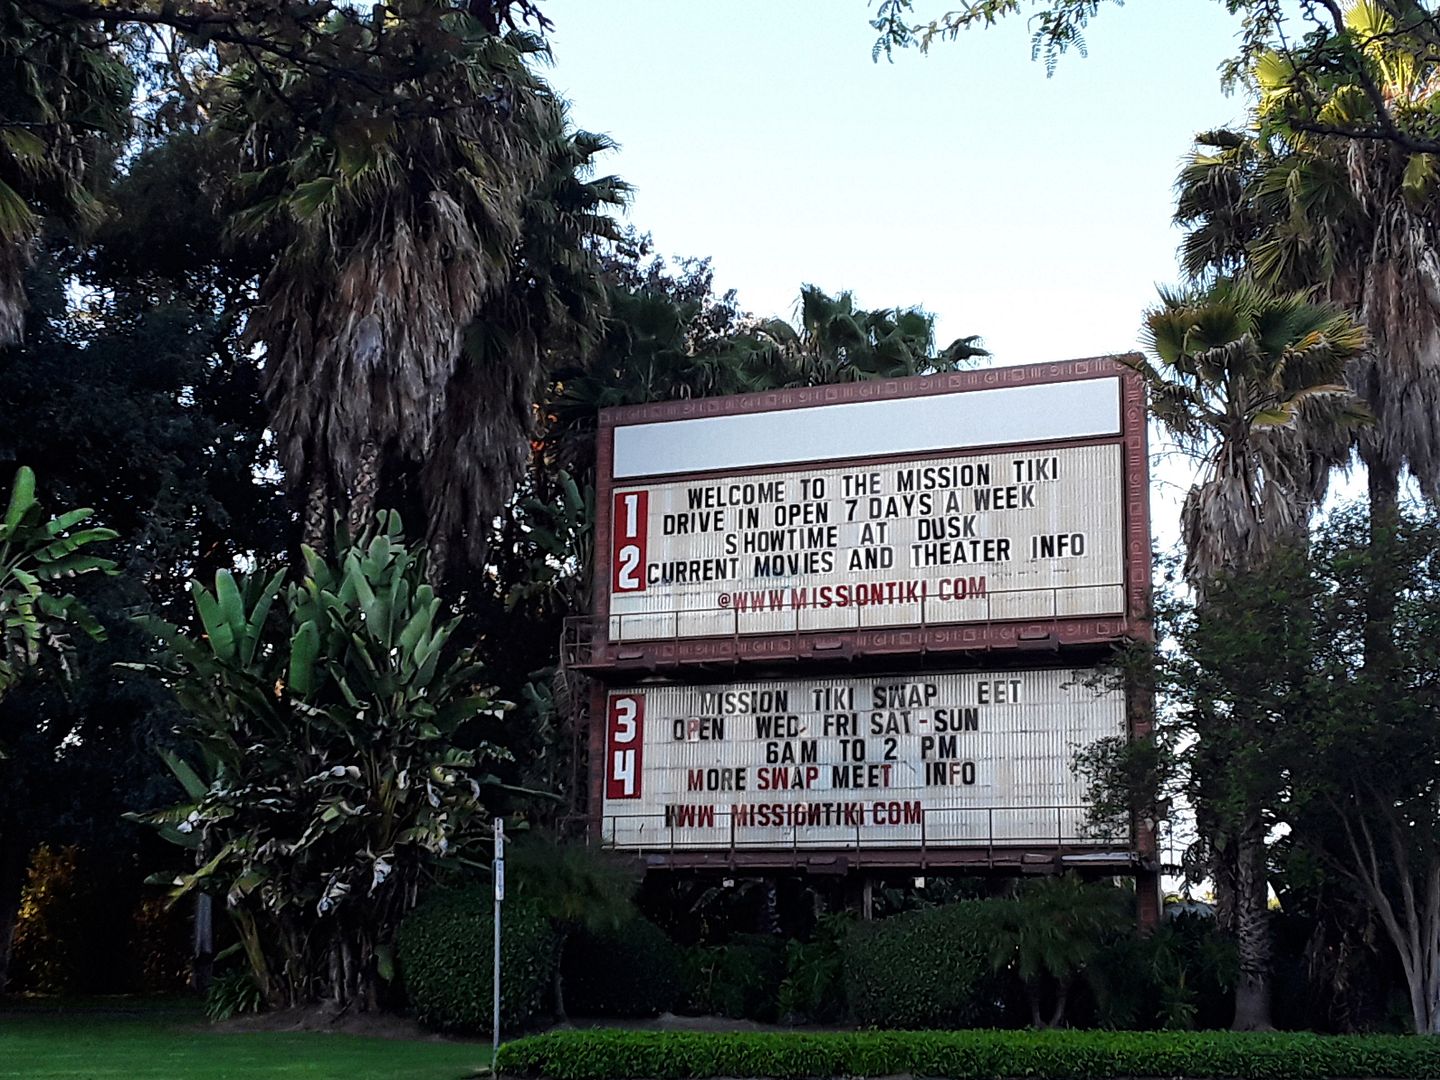 1
WELCOME TO THE MISSION TIKI
DRIVE IN OPEN 7 DAYS A WEEK
SHOWTIME AT DUSK
2
CURRENT MOVIES AND THEATER INFO
@WWW.MISSIONTIKI.COM
3
MISSION TIKI SWAP EET
OPEN WED, FRI SAT-SUN
6AM TO 2 PM
4
MORE SWAP MEET INFO
WWW MISSIONTIKI.COM